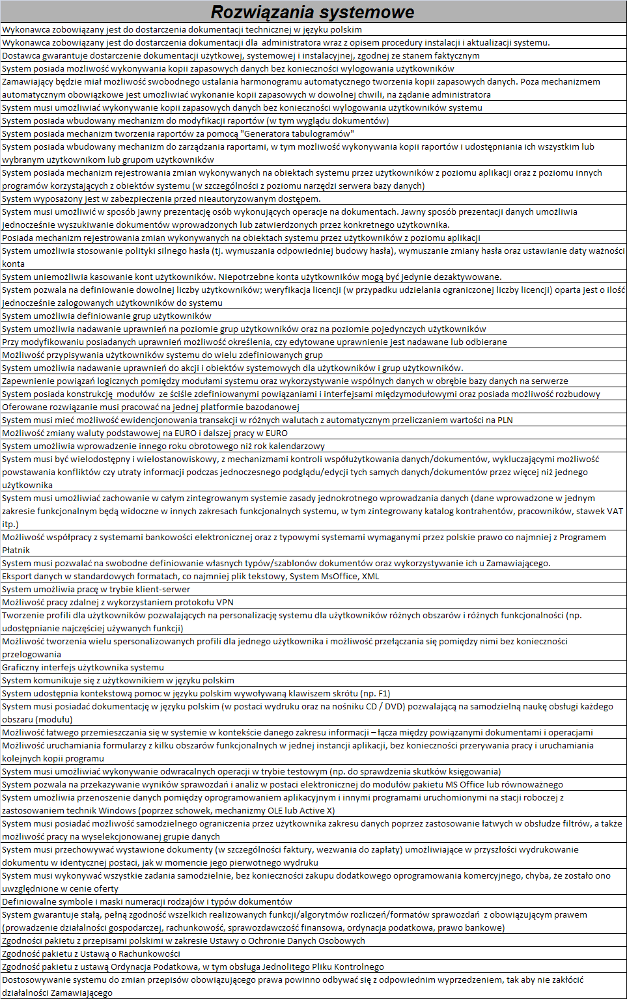 Rozwiązania systemowe
Wykonawca zobowiązany jest do dostarczenia dokumentacji technicznej w języku polskim
Wykonawca zobowiązany jest do dostarczenia dokumentacji dla  administratora wraz z opisem procedury instalacji i aktualizacji systemu.
Dostawca gwarantuje dostarczenie dokumentacji użytkowej, systemowej i instalacyjnej, zgodnej ze stanem faktycznym
System posiada możliwość wykonywania kopii zapasowych danych bez konieczności wylogowania użytkowników
Zamawiający będzie miał możliwość swobodnego ustalania harmonogramu automatycznego tworzenia kopii zapasowych danych. Poza mechanizmem
automatycznym obowiązkowe jest umożliwiać wykonanie kopii zapasowych w dowolnej chwili, na żądanie administratora
System musi umożliwiać wykonywanie kopii zapasowych danych bez konieczności wylogowania użytkowników systemu
System posiada wbudowany mechanizm do modyfikacji raportów (w tym wyglądu dokumentów)
System posiada mechanizm tworzenia raportów za pomocą "Generatora tabulogramów"
System posiada wbudowany mechanizm do zarządzania raportami, w tym możliwość wykonywania kopii raportów i udostępniania ich wszystkim lub
wybranym użytkownikom lub grupom użytkowników
System posiada mechanizm rejestrowania zmian wykonywanych na obiektach systemu przez użytkowników z poziomu aplikacji oraz z poziomu innych
programów korzystających z obiektów systemu (w szczególności z poziomu narzędzi serwera bazy danych)
System wyposażony jest w zabezpieczenia przed nieautoryzowanym dostępem.
System musi umożliwić w sposób jawny prezentację osób wykonujących operacje na dokumentach. Jawny sposób prezentacji danych umożliwia
jednocześnie wyszukiwanie dokumentów wprowadzonych lub zatwierdzonych przez konkretnego użytkownika.
Posiada mechanizm rejestrowania zmian wykonywanych na obiektach systemu przez użytkowników z poziomu aplikacji
System umożliwia stosowanie polityki silnego hasła (tj. wymuszania odpowiedniej budowy hasła), wymuszanie zmiany hasła oraz ustawianie daty ważności
konta
System uniemożliwia kasowanie kont użytkowników. Niepotrzebne konta użytkowników mogą być jedynie dezaktywowane.
System pozwala na definiowanie dowolnej liczby użytkowników; weryfikacja licencji (w przypadku udzielania ograniczonej liczby licencji) oparta jest o ilość
jednocześnie zalogowanych użytkowników do systemu
System umożliwia definiowanie grup użytkowników
System umożliwia nadawanie uprawnień na poziomie grup użytkowników oraz na poziomie pojedynczych użytkowników
Przy modyfikowaniu posiadanych uprawnień możliwość określenia, czy edytowane uprawnienie jest nadawane lub odbierane
Możliwość przypisywania użytkowników systemu do wielu zdefiniowanych grup
System umożliwia nadawanie uprawnień do akcji i obiektów systemowych dla użytkowników i grup użytkowników.
Zapewnienie powiązań logicznych pomiędzy modułami systemu oraz wykorzystywanie wspólnych danych w obrębie bazy danych na serwerze
System posiada konstrukcję  modułów  ze ściśle zdefiniowanymi powiązaniami i interfejsami międzymodułowymi oraz posiada możliwość rozbudowy
Oferowane rozwiązanie musi pracować na jednej platformie bazodanowej
System musi mieć możliwość ewidencjonowania transakcji w różnych walutach z automatycznym przeliczaniem wartości na PLN
Możliwość zmiany waluty podstawowej na EURO i dalszej pracy w EURO
System umożliwia wprowadzenie innego roku obrotowego niż rok kalendarzowy
System musi być wielodostępny i wielostanowiskowy, z mechanizmami kontroli współużytkowania danych/dokumentów, wykluczającymi możliwość
powstawania konfliktów czy utraty informacji podczas jednoczesnego podglądu/edycji tych samych danych/dokumentów przez więcej niż jednego
użytkownika
System musi umożliwiać zachowanie w całym zintegrowanym systemie zasady jednokrotnego wprowadzania danych (dane wprowadzone w jednym
zakresie funkcjonalnym będą widoczne w innych zakresach funkcjonalnych systemu, w tym zintegrowany katalog kontrahentów, pracowników, stawek VAT
itp.)
Możliwość współpracy z systemami bankowości elektronicznej oraz z typowymi systemami wymaganymi przez polskie prawo co najmniej z Programem
Płatnik
System musi pozwalać na swobodne definiowanie własnych typów/szablonów dokumentów oraz wykorzystywanie ich u Zamawiającego.
Eksport danych w standardowych formatach, co najmniej plik tekstowy, System MsOffice, XML
System umożliwia pracę w trybie klient-serwer
Możliwość pracy zdalnej z wykorzystaniem protokołu VPN
Tworzenie profili dla użytkowników pozwalających na personalizację systemu dla użytkowników różnych obszarów i różnych funkcjonalności (np.
udostępnianie najczęściej używanych funkcji)
Możliwość tworzenia wielu spersonalizowanych profili dla jednego użytkownika i możliwość przełączania się pomiędzy nimi bez konieczności
przelogowania
Graficzny interfejs użytkownika systemu
System komunikuje się z użytkownikiem w języku polskim
System udostępnia kontekstową pomoc w języku polskim wywoływaną klawiszem skrótu (np. F1)
System musi posiadać dokumentację w języku polskim (w postaci wydruku oraz na nośniku CD / DVD) pozwalającą na samodzielną naukę obsługi każdego
obszaru (modułu)
Możliwość łatwego przemieszczania się w systemie w kontekście danego zakresu informacji – łącza między powiązanymi dokumentami i operacjami
Możliwość uruchamiania formularzy z kilku obszarów funkcjonalnych w jednej instancji aplikacji, bez konieczności przerywania pracy i uruchamiania
kolejnych kopii programu
System musi umożliwiać wykonywanie odwracalnych operacji w trybie testowym (np. do sprawdzenia skutków księgowania)
System pozwala na przekazywanie wyników sprawozdań i analiz w postaci elektronicznej do modułów pakietu MS Office lub równoważnego
System umożliwia przenoszenie danych pomiędzy oprogramowaniem aplikacyjnym i innymi programami uruchomionymi na stacji roboczej z
zastosowaniem technik Windows (poprzez schowek, mechanizmy OLE lub Active X)
System musi posiadać możliwość samodzielnego ograniczenia przez użytkownika zakresu danych poprzez zastosowanie łatwych w obsłudze filtrów, a także
możliwość pracy na wyselekcjonowanej grupie danych
System musi przechowywać wystawione dokumenty (w szczególności faktury, wezwania do zapłaty) umożliwiające w przyszłości wydrukowanie
dokumentu w identycznej postaci, jak w momencie jego pierwotnego wydruku
System musi wykonywać wszystkie zadania samodzielnie, bez konieczności zakupu dodatkowego oprogramowania komercyjnego, chyba, że zostało ono
uwzględnione w cenie oferty
Definiowalne symbole i maski numeracji rodzajów i typów dokumentów
System gwarantuje stałą, pełną zgodność wszelkich realizowanych funkcji/algorytmów rozliczeń/formatów sprawozdań  z obowiązującym prawem
(prowadzenie działalności gospodarczej, rachunkowość, sprawozdawczość finansowa, ordynacja podatkowa, prawo bankowe)
Zgodności pakietu z przepisami polskimi w zakresie Ustawy o Ochronie Danych Osobowych
Zgodność pakietu z Ustawą o Rachunkowości
Zgodność pakietu z ustawą Ordynacja Podatkowa, w tym obsługa Jednolitego Pliku Kontrolnego
Dostosowywanie systemu do zmian przepisów obowiązującego prawa powinno odbywać się z odpowiednim wyprzedzeniem, tak aby nie zakłócić
działalności Zamawiającego